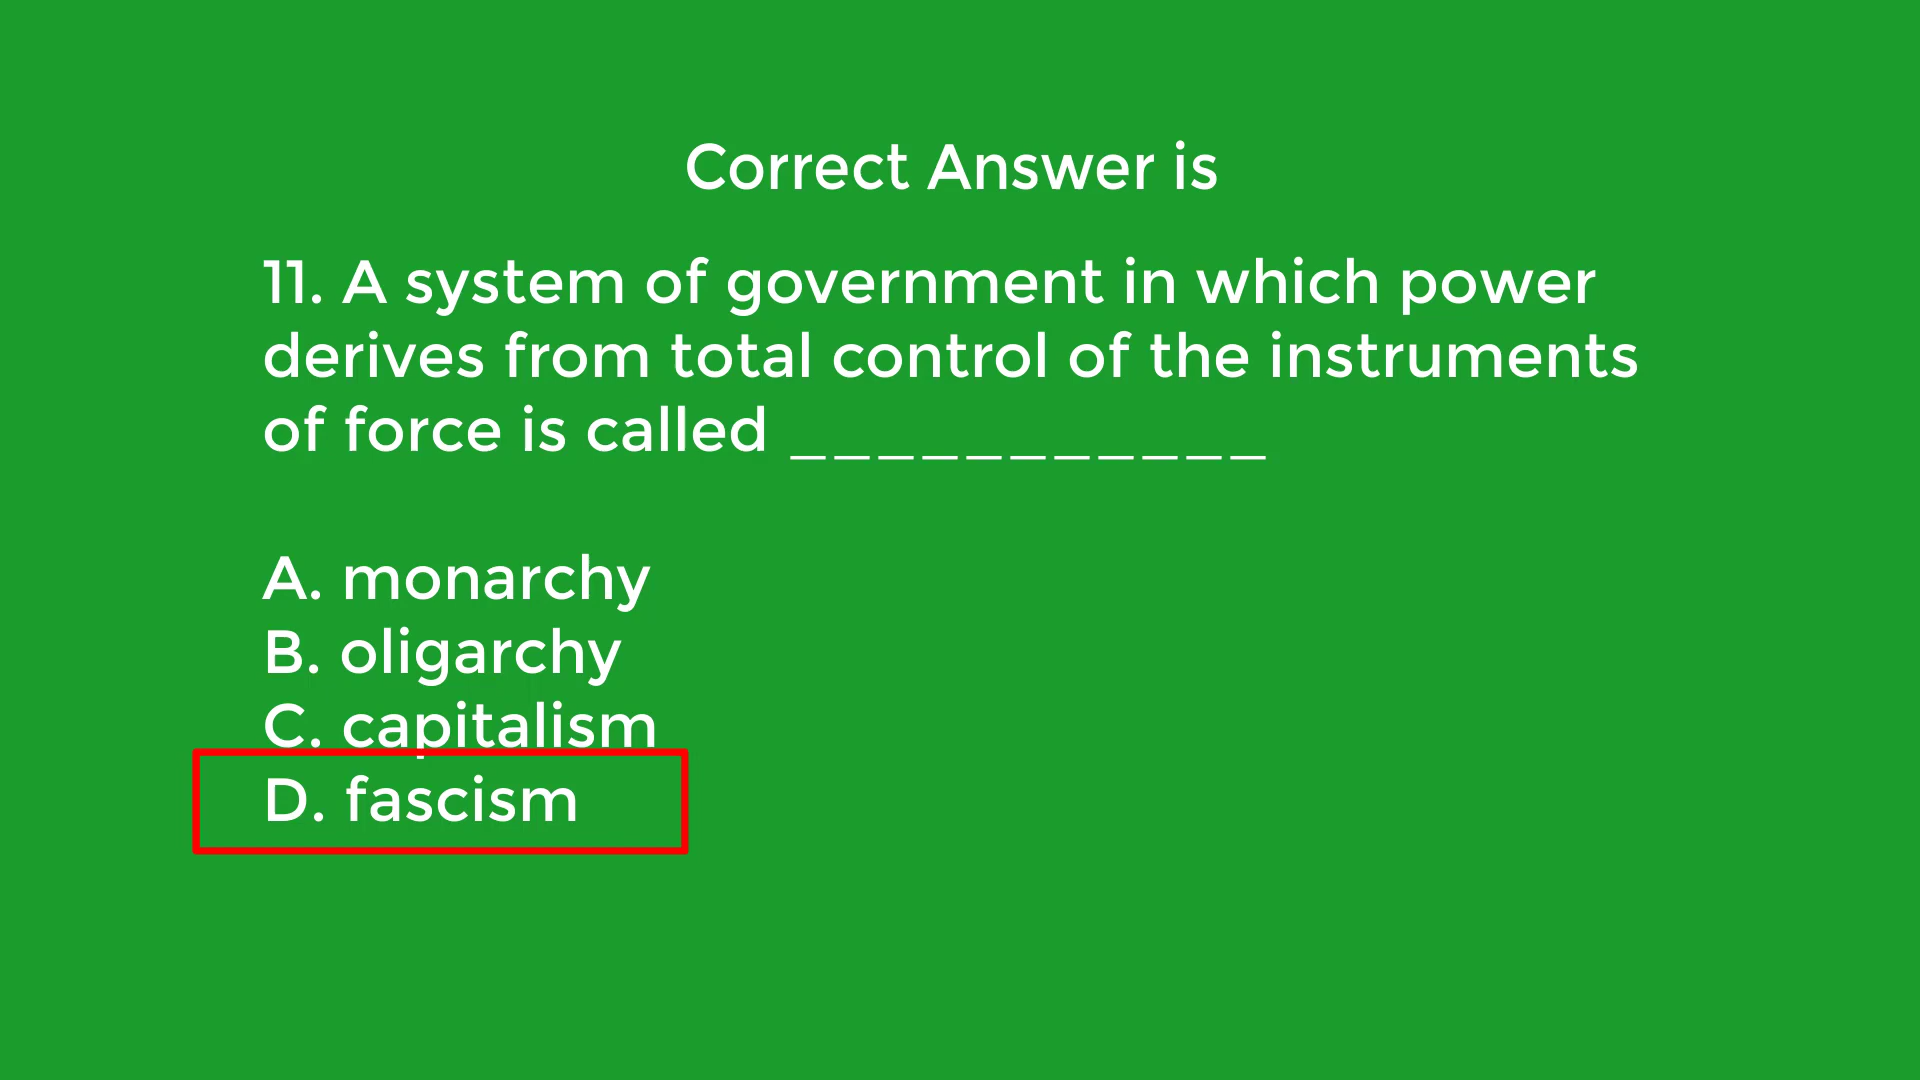 Correct Answer is
11. A system of government in which power
derives from total control of the instruments
of force is called ___________
A. monarchy
B. oligarchy
C. capitalism
D. fascism